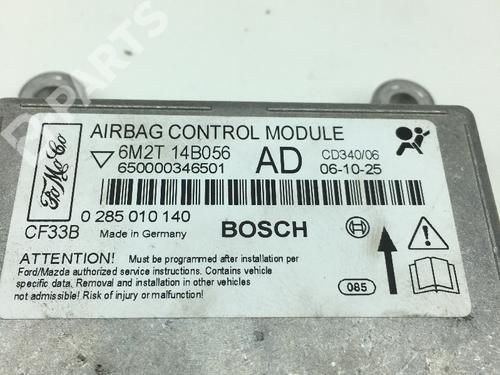 B-PARTS
AIRBAG CONTROL MODULE
6M2T 14B056 AD CD340/06
650000346501 06-10-25
FoMoCo
0 285 010 140
CF33B Made in Germany BOSCH
ATTENTION! Must be programmed after installation per
Ford/Mazda authorized service instructions. Contains vehicle
specific data. Removal and installation in other vehicles
not admissible! Risk of injury or malfunction!
085